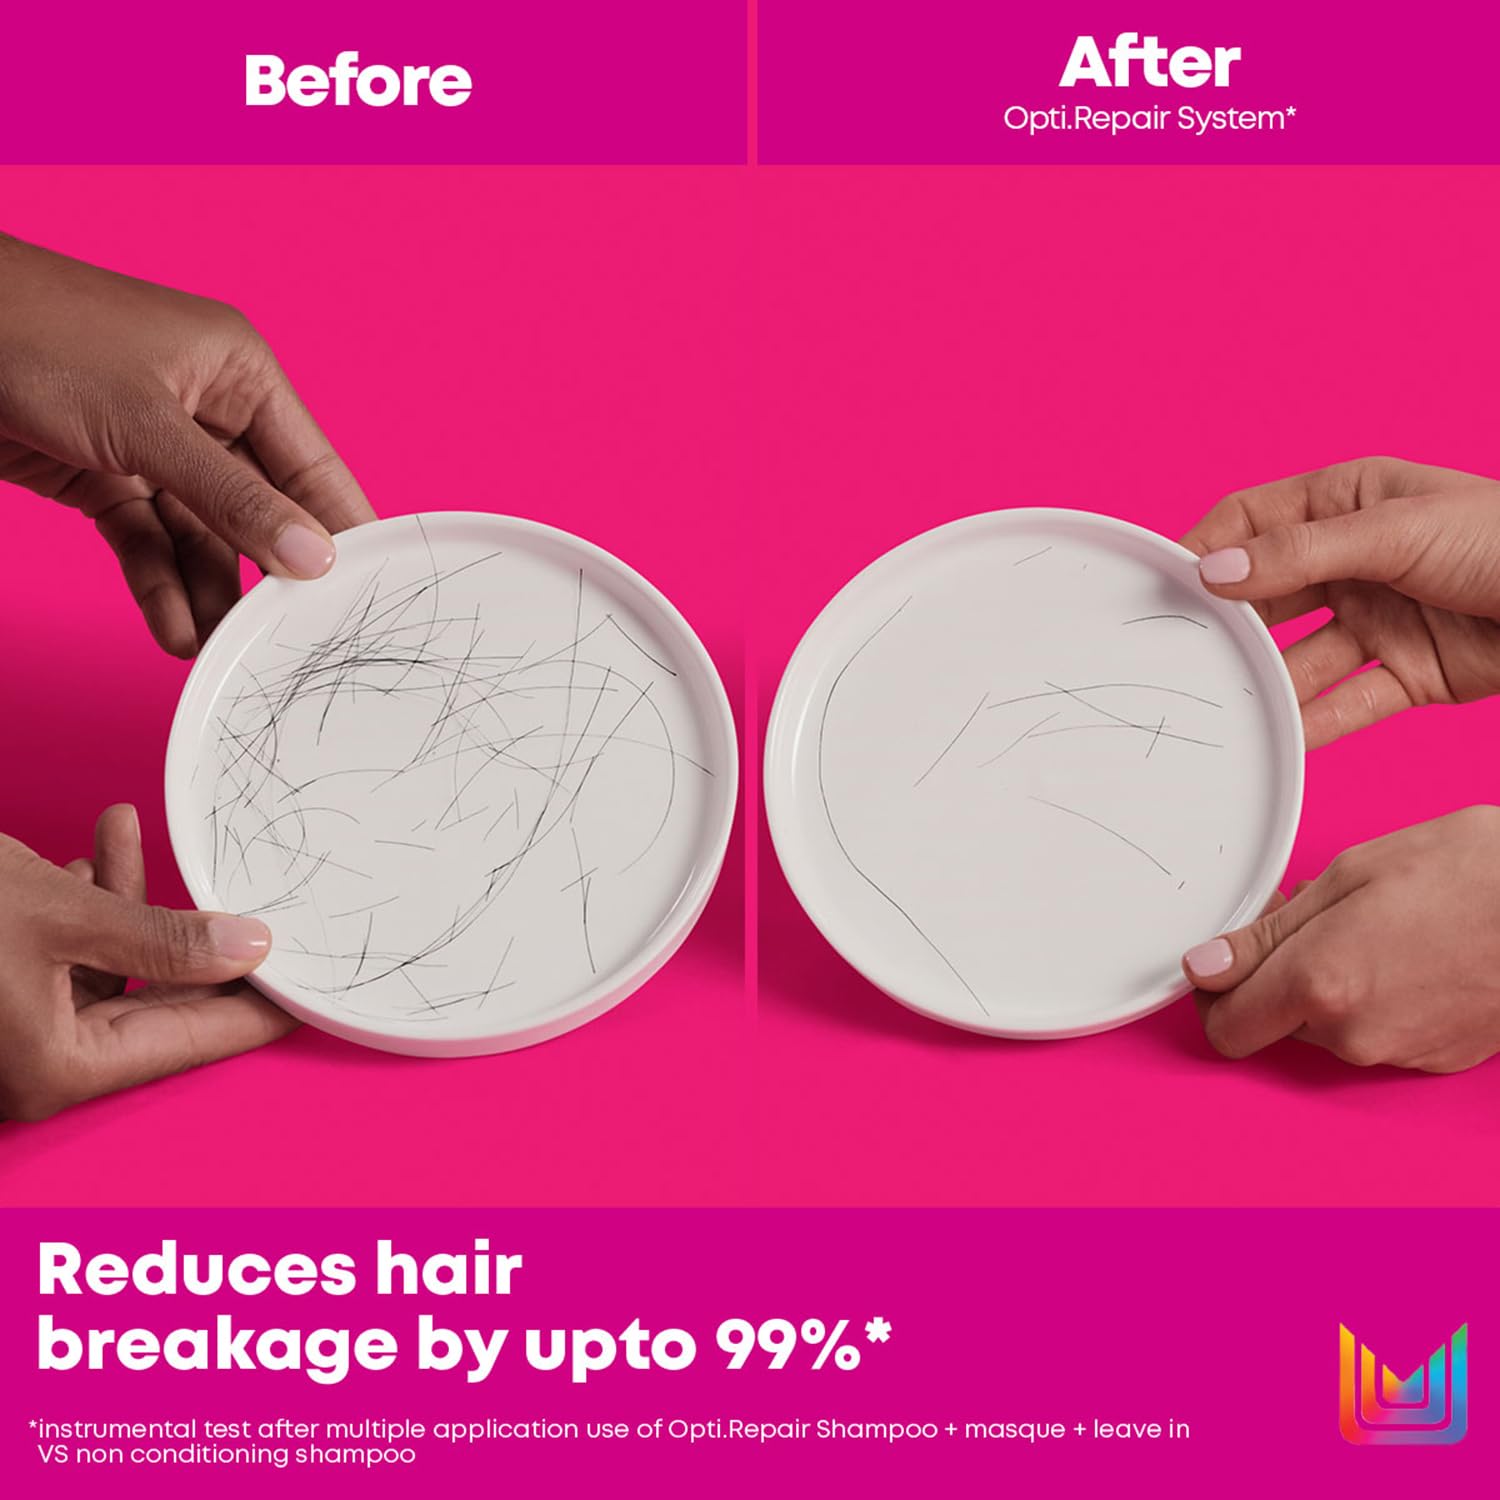 Before
After
Opti.Repair System*
Reduces hair
breakage by upto 99%*
*instrumental test after multiple application use of Opti.Repair Shampoo + masque + leave in
VS non conditioning shampoo